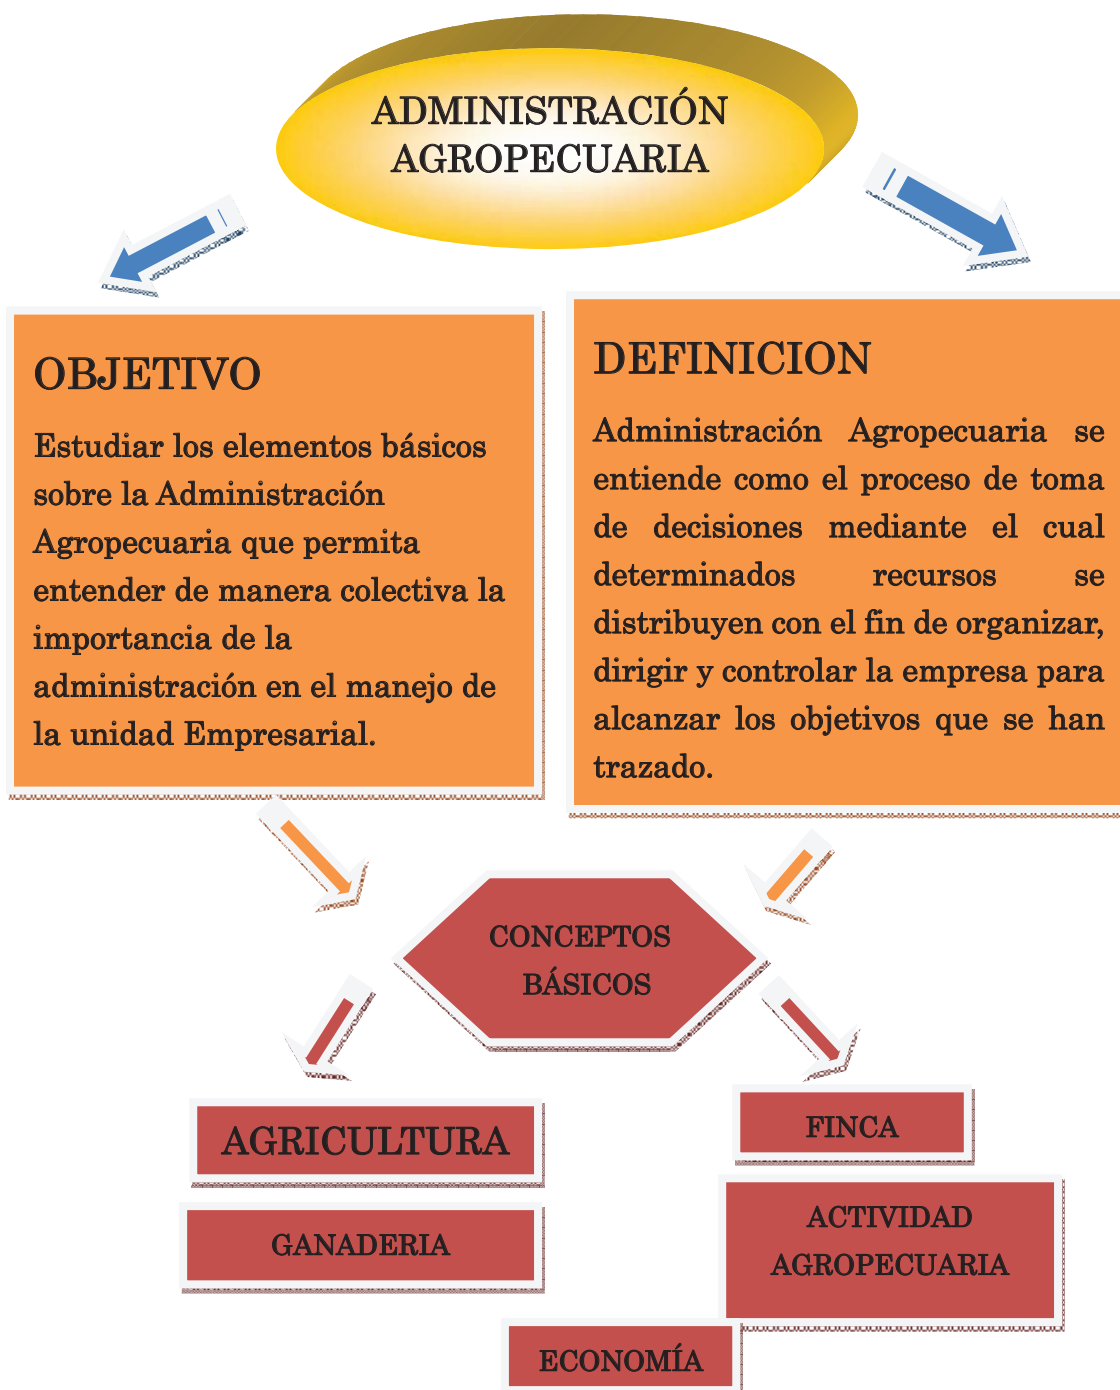 ADMINISTRACIÓN
AGROPECUARIA
OBJETIVO
Estudiar los elementos básicos
sobre la Administración
Agropecuaria que permita
entender de manera colectiva la
importancia de la
administración en el manejo de
la unidad Empresarial.
DEFINICION
Administración Agropecuaria se
entiende como el proceso de toma
de decisiones mediante el cual
determinados recursos se
distribuyen con el fin de organizar,
dirigir y controlar la empresa para
alcanzar los objetivos que se han
trazado.
CONCEPTOS
BÁSICOS
AGRICULTURA
GANADERIA
FINCA
ACTIVIDAD
AGROPECUARIA
ECONOMÍA